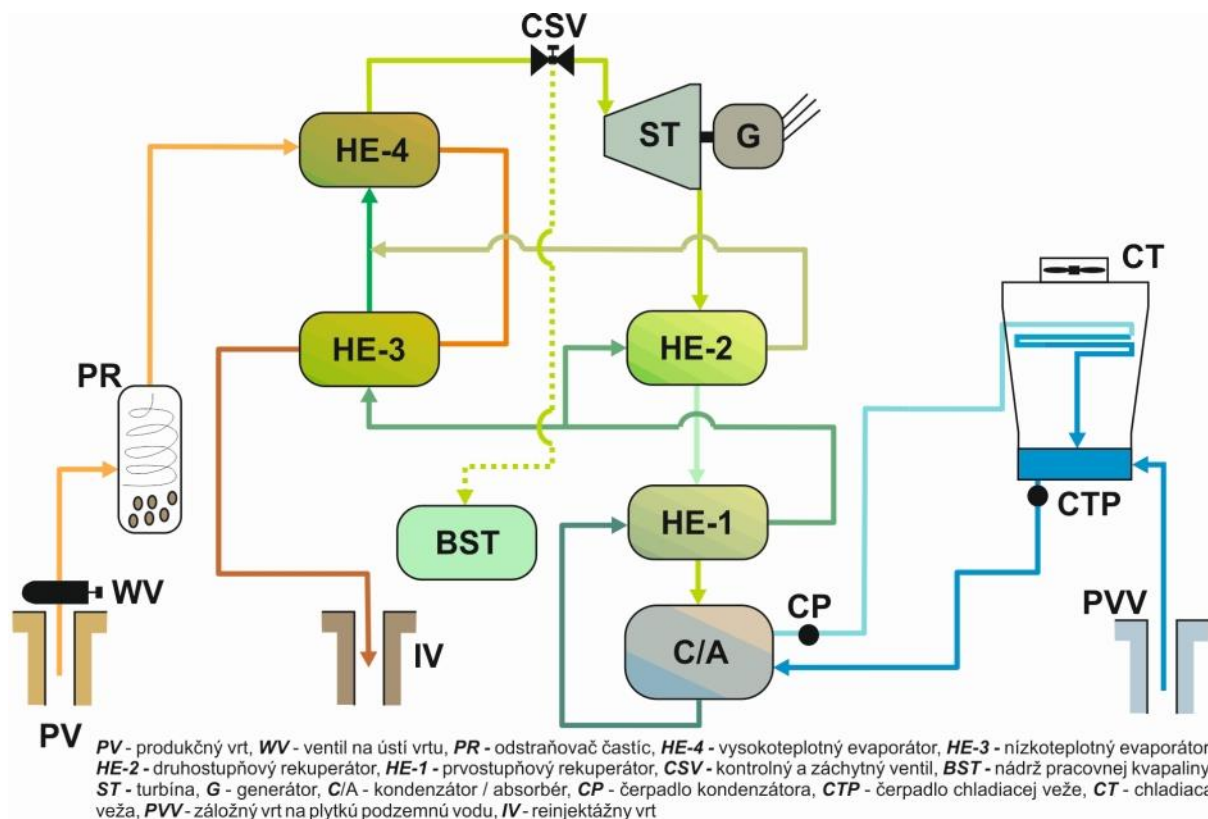 CSV
HE-4
ST
G
CT
HE-3
HE-2
PR
BST
HE-1
CTP
WV
CP
PVV
C/A
IV
PV
PV - produkčný vrt, WV - ventil na ústí vrtu, PR - odstraňovač častíc, HE-4 - vysokoteplotný evaporátor, HE-3 - nízkoteplotný evaporátor
HE-2 - druhostupňový rekuperátor, HE-1 - prvostupňový rekuperátor, CSV - kontrolný a záchytný ventil, BST - nádrž pracovnej kvapaliny
ST - turbína, G - generátor, C/A - kondenzátor / absorbér, CP - čerpadlo kondenzátora, CTP - čerpadlo chladiacej veže, CT - chladiaca
veža, PVV - záložný vrt na plytkú podzemnú vodu, IV - reinjektážny vrt